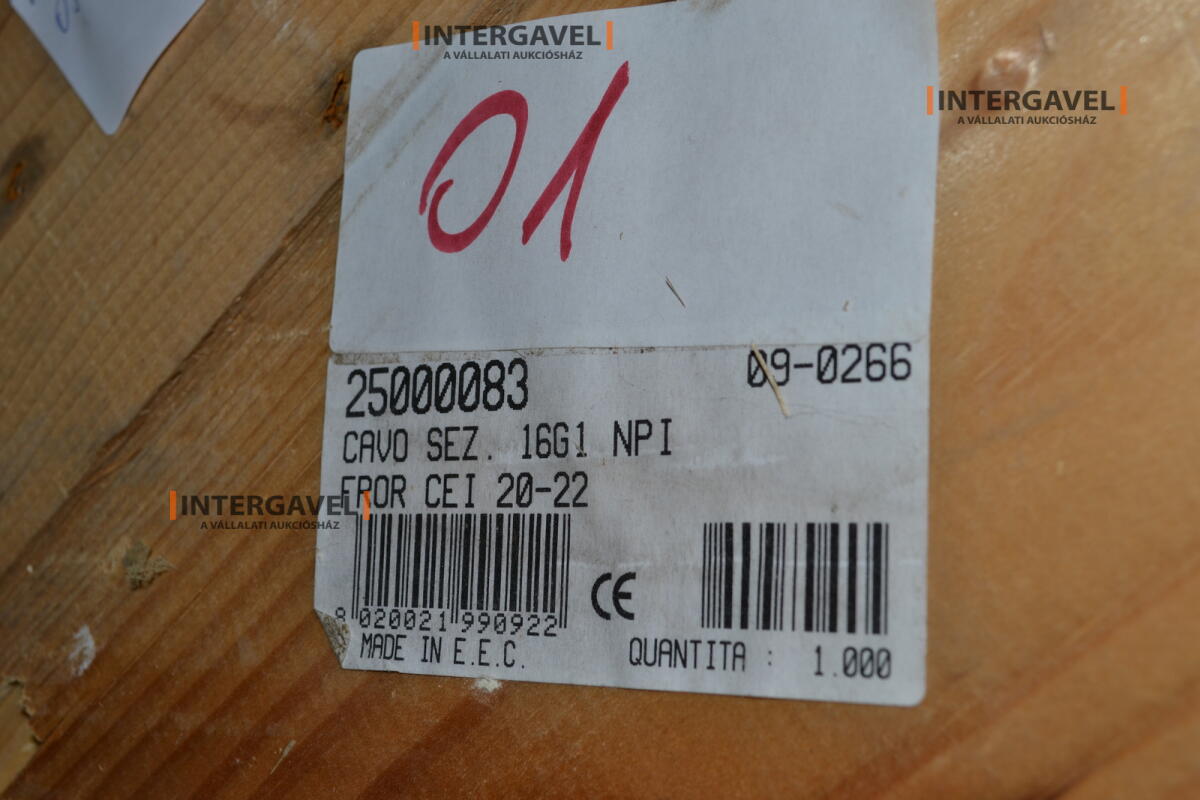 INTERGAVEL
A VÁLLALATI AUKCIÓSHÁZ
INTERGAVEL
A VÁLLALATI AUKCIÓSHÁZ
01
25000083 09-0266
CAVO SEZ. 16G1 NPI
FROR CEI 20-22
INTERGAVEL
A VÁLLALATI AUKCIÓSHÁZ
8 020021 990922
CE
MADE IN E.E.C. QUANTITA : 1.000